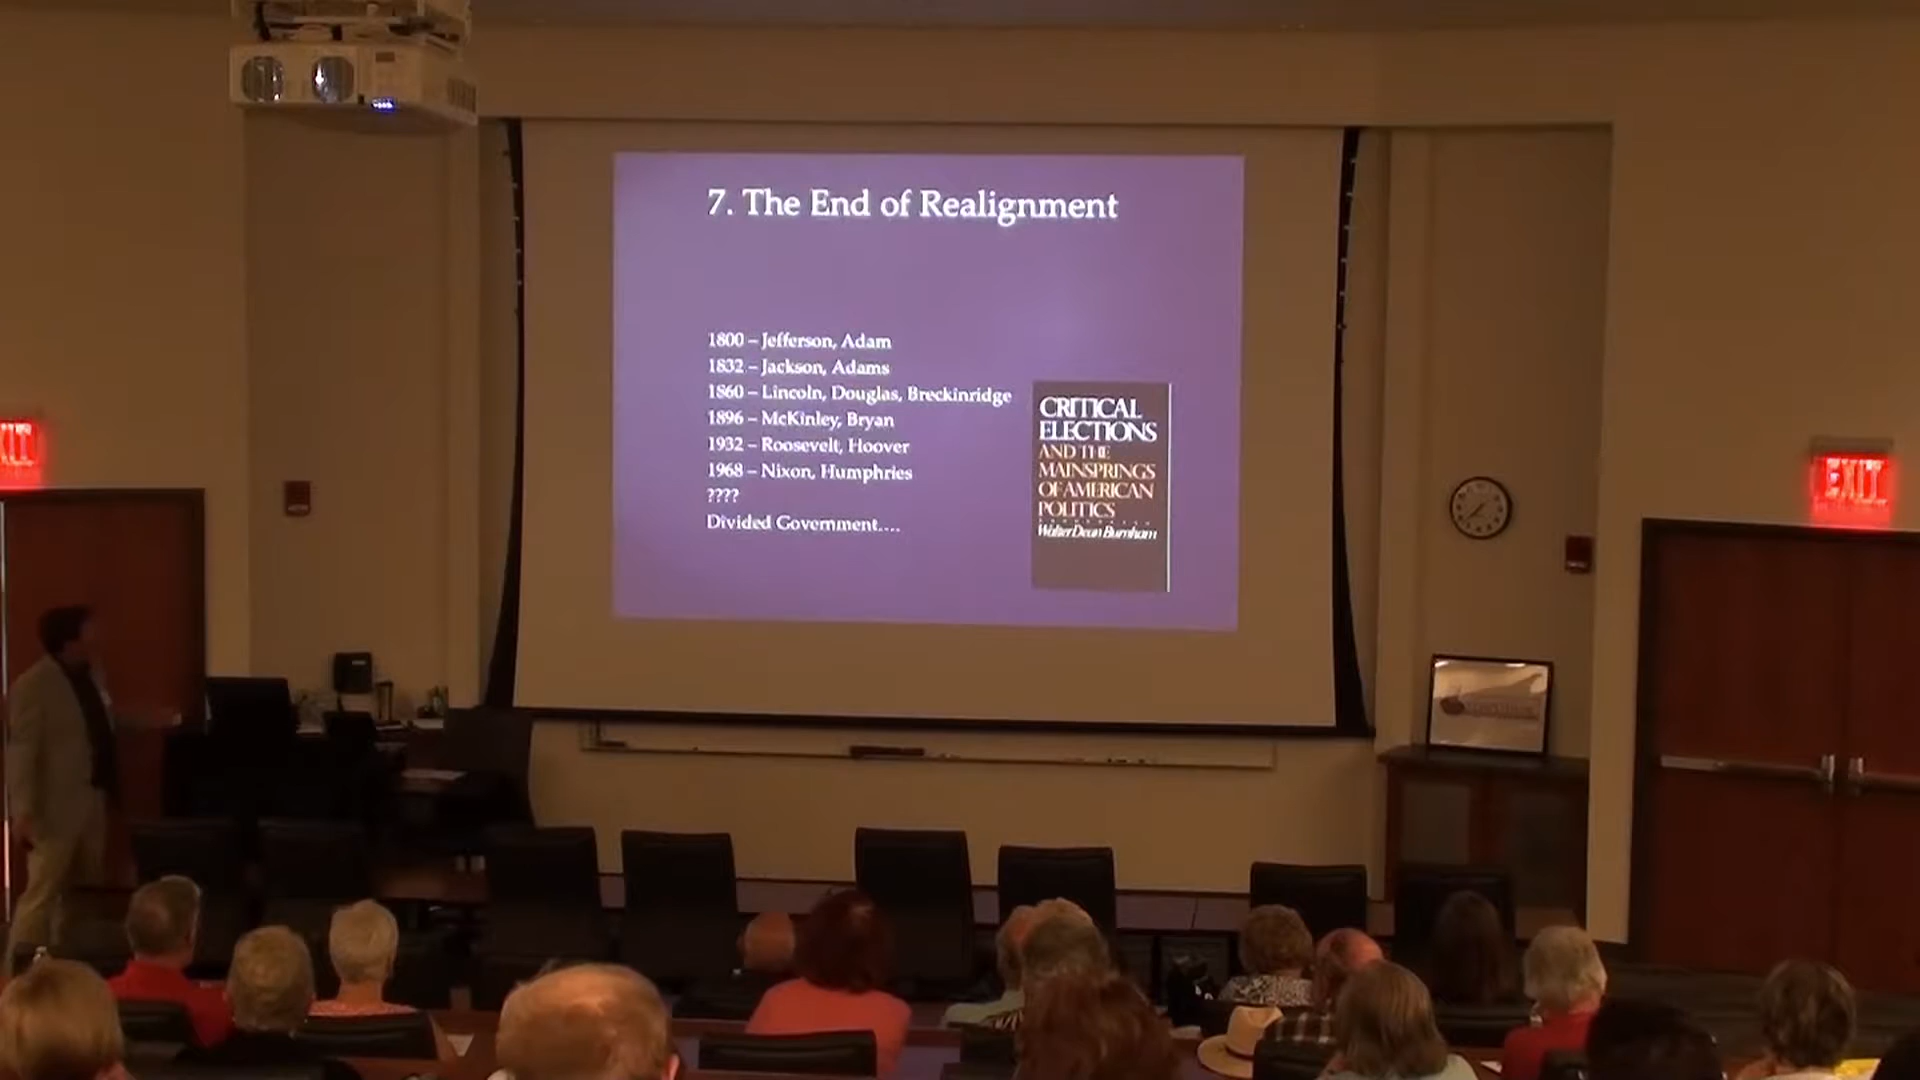 7. The End of Realignment
1800 – Jefferson, Adam
1832 – Jackson, Adams
1860 – Lincoln, Douglas, Breckinridge
1896 – McKinley, Bryan
1932 – Roosevelt, Hoover
1968 – Nixon, Humphries
????
Divided Government....
CRITICAL
ELECTIONS
AND THE
MAINSPRINGS
OF AMERICAN
POLITICS
Walter Dean Burnham
EXIT